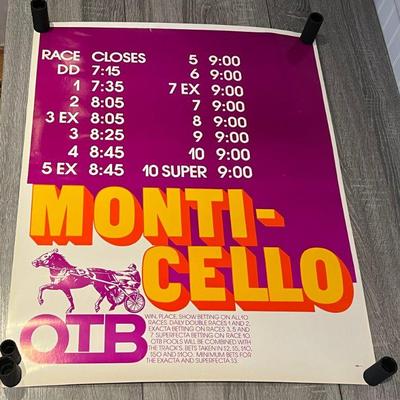 RACE CLOSES
DD 7:15
1 7:35
2 8:05
3 EX 8:05
3 8:25
4 8:45
5 EX 8:45
5 9:00
6 9:00
7 EX 9:00
7 9:00
8 9:00
9 9:00
10 9:00
10 SUPER 9:00
MONTI-
CELLO
OTB
WIN, PLACE, SHOW BETTING ON ALL 10
RACES. DAILY DOUBLE RACES 1 AND 2,
EXACTA BETTING ON RACES 3, 5 AND
7. SUPERFECTA BETTING ON RACE 10.
OTB POOLS WILL BE COMBINED WITH
THE TRACK'S. BETS TAKEN IN $2, $5, $10,
$50 AND $100. MINIMUM BETS FOR
THE EXACTA AND SUPERFECTA $3.